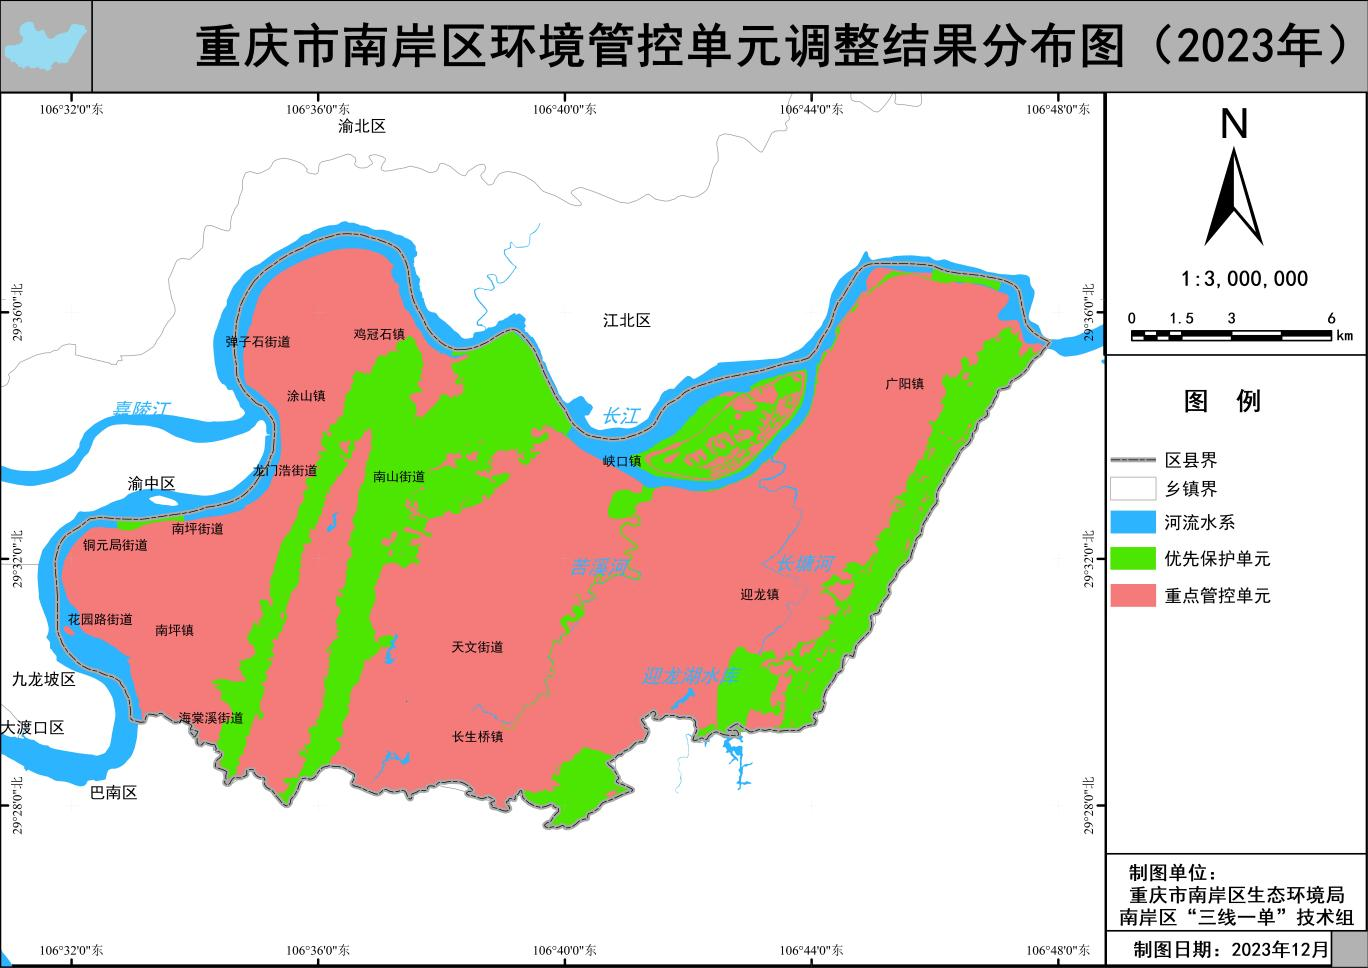 重庆市南岸区环境管控单元调整结果分布图（2023年）
106°32'0"东
106°36'0"东
106°40'0"东
106°44'0"东
106°48'0"东
渝北区
N
1:3,000,000
0 1.5 3 6
km
29°36'0"北
29°36'0"北
江北区
弹子石街道
鸡冠石镇
广阳镇
涂山镇
嘉陵江
长江
图 例
龙门浩街道
南山街道
峡口镇
区县界
乡镇界
河流水系
优先保护单元
重点管控单元
渝中区
南坪街道
铜元局街道
29°32'0"北
29°32'0"北
苦溪河
长塘河
迎龙镇
花园路街道
南坪镇
天文街道
九龙坡区
迎龙湖水库
大渡口区
海棠溪街道
长生桥镇
巴南区
29°28'0"北
29°28'0"北
制图单位：
重庆市南岸区生态环境局
南岸区“三线一单”技术组
制图日期：2023年12月
106°32'0"东
106°36'0"东
106°40'0"东
106°44'0"东
106°48'0"东